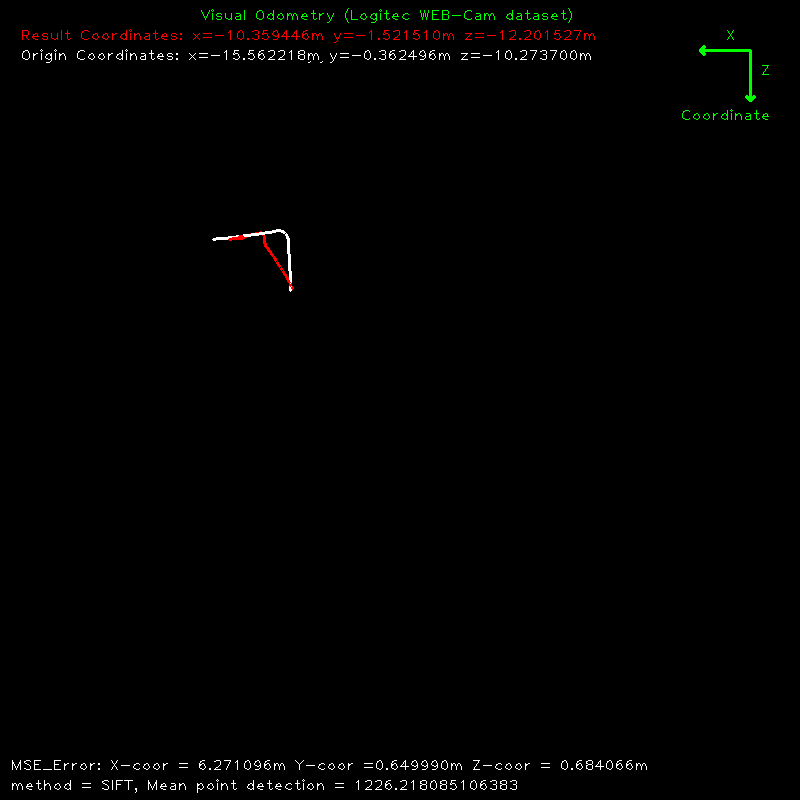 Visual Odometry (Logitec WEB-Cam dataset)
Result Coordinates: x=-10.359446m y=-1.521510m z=-12.201527m
Origin Coordinates: x=-15.562218m, y=-0.362496m z=-10.273700m
X
Z
Coordinate
MSE_Error: X-coor = 6.271096m Y-coor =0.649990m Z-coor = 0.684066m
method = SIFT, Mean point detection = 1226.218085106383